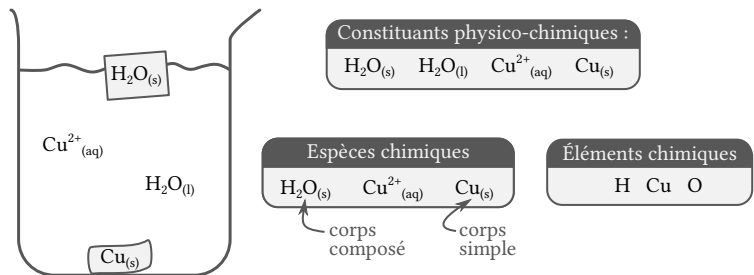 H₂O₍s₎
Cu²⁺₍aq₎
H₂O₍l₎
Cu₍s₎
Constituants physico-chimiques :
H₂O₍s₎ H₂O₍l₎ Cu²⁺₍aq₎ Cu₍s₎
Espèces chimiques
H₂O₍s₎ Cu²⁺₍aq₎ Cu₍s₎
corps composé
corps simple
Éléments chimiques
H Cu O